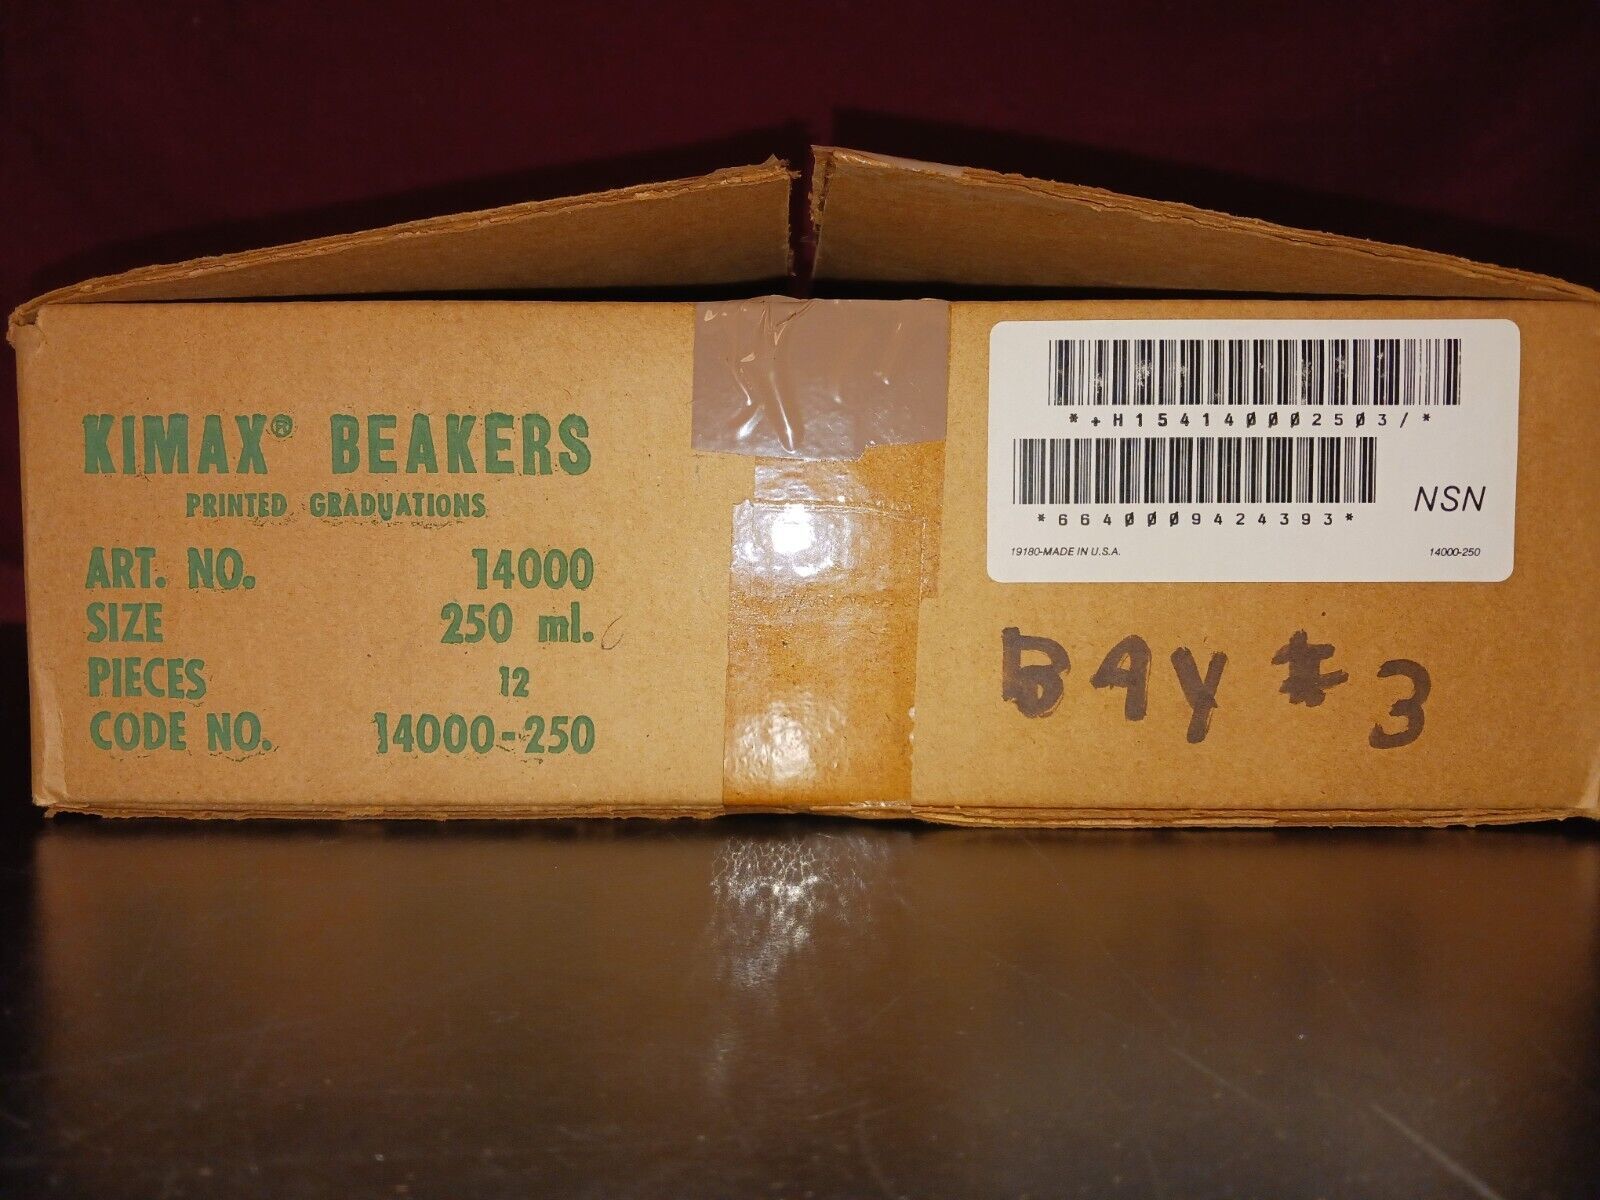 KIMAX® BEAKERS
PRINTED GRADUATIONS
ART. NO. 14000
SIZE 250 ml.
PIECES 12
CODE NO. 14000-250
*+H154140002503/*
*6640009424393*
NSN
19180-MADE IN U.S.A. 14000-250
BAY # 3